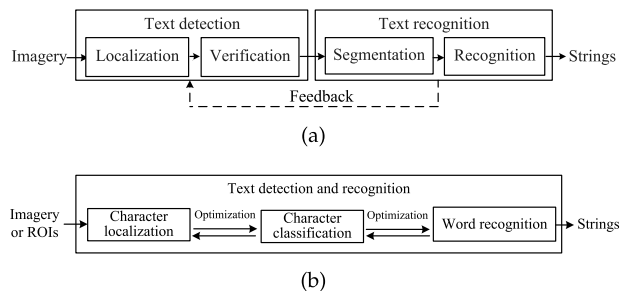 Text detection
Text recognition
Imagery
Localization
Verification
Segmentation
Recognition
Strings
Feedback
(a)
Text detection and recognition
Imagery
or ROIs
Character
localization
Optimization
Character
classification
Optimization
Word recognition
Strings
(b)